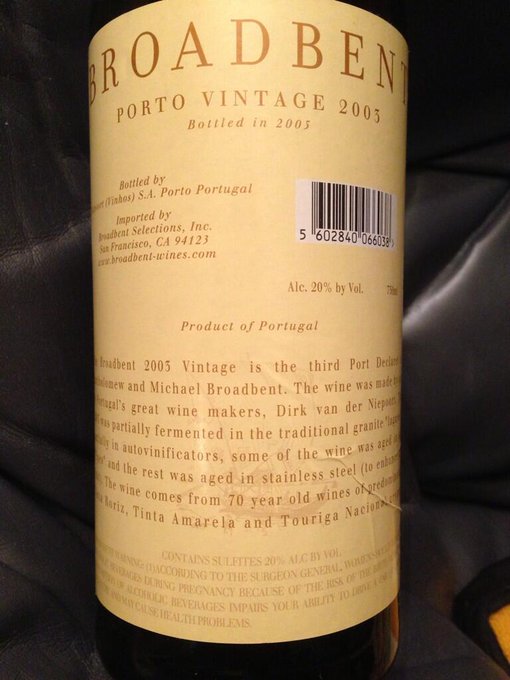 BROADBENT
PORTO VINTAGE 2003
Bottled in 2005
Bottled by
(Vinhos) S.A. Porto Portugal
Imported by
Broadbent Selections, Inc.
San Francisco, CA 94123
www.broadbent-wines.com
5 602840 066038 >
Alc. 20% by Vol. 750ml
Product of Portugal
Broadbent 2003 Vintage is the third Port Declared
and Michael Broadbent. The wine was made
great wine makers, Dirk van der Niepoort,
was partially fermented in the traditional granite "lagares
in autovinificators, some of the wine was aged
and the rest was aged in stainless steel (to
The wine comes from 70 year old wines of
Roriz, Tinta Amarela and Touriga Nacional
CONTAINS SULFITES 20% ALC BY VOL
WARNING: (1)ACCORDING TO THE SURGEON GENERAL, WOMEN
BEVERAGES DURING PREGNANCY BECAUSE OF THE RISK OF
OF ALCOHOLIC BEVERAGES IMPAIRS YOUR ABILITY TO DRIVE A
AND MAY CAUSE HEALTH PROBLEMS.